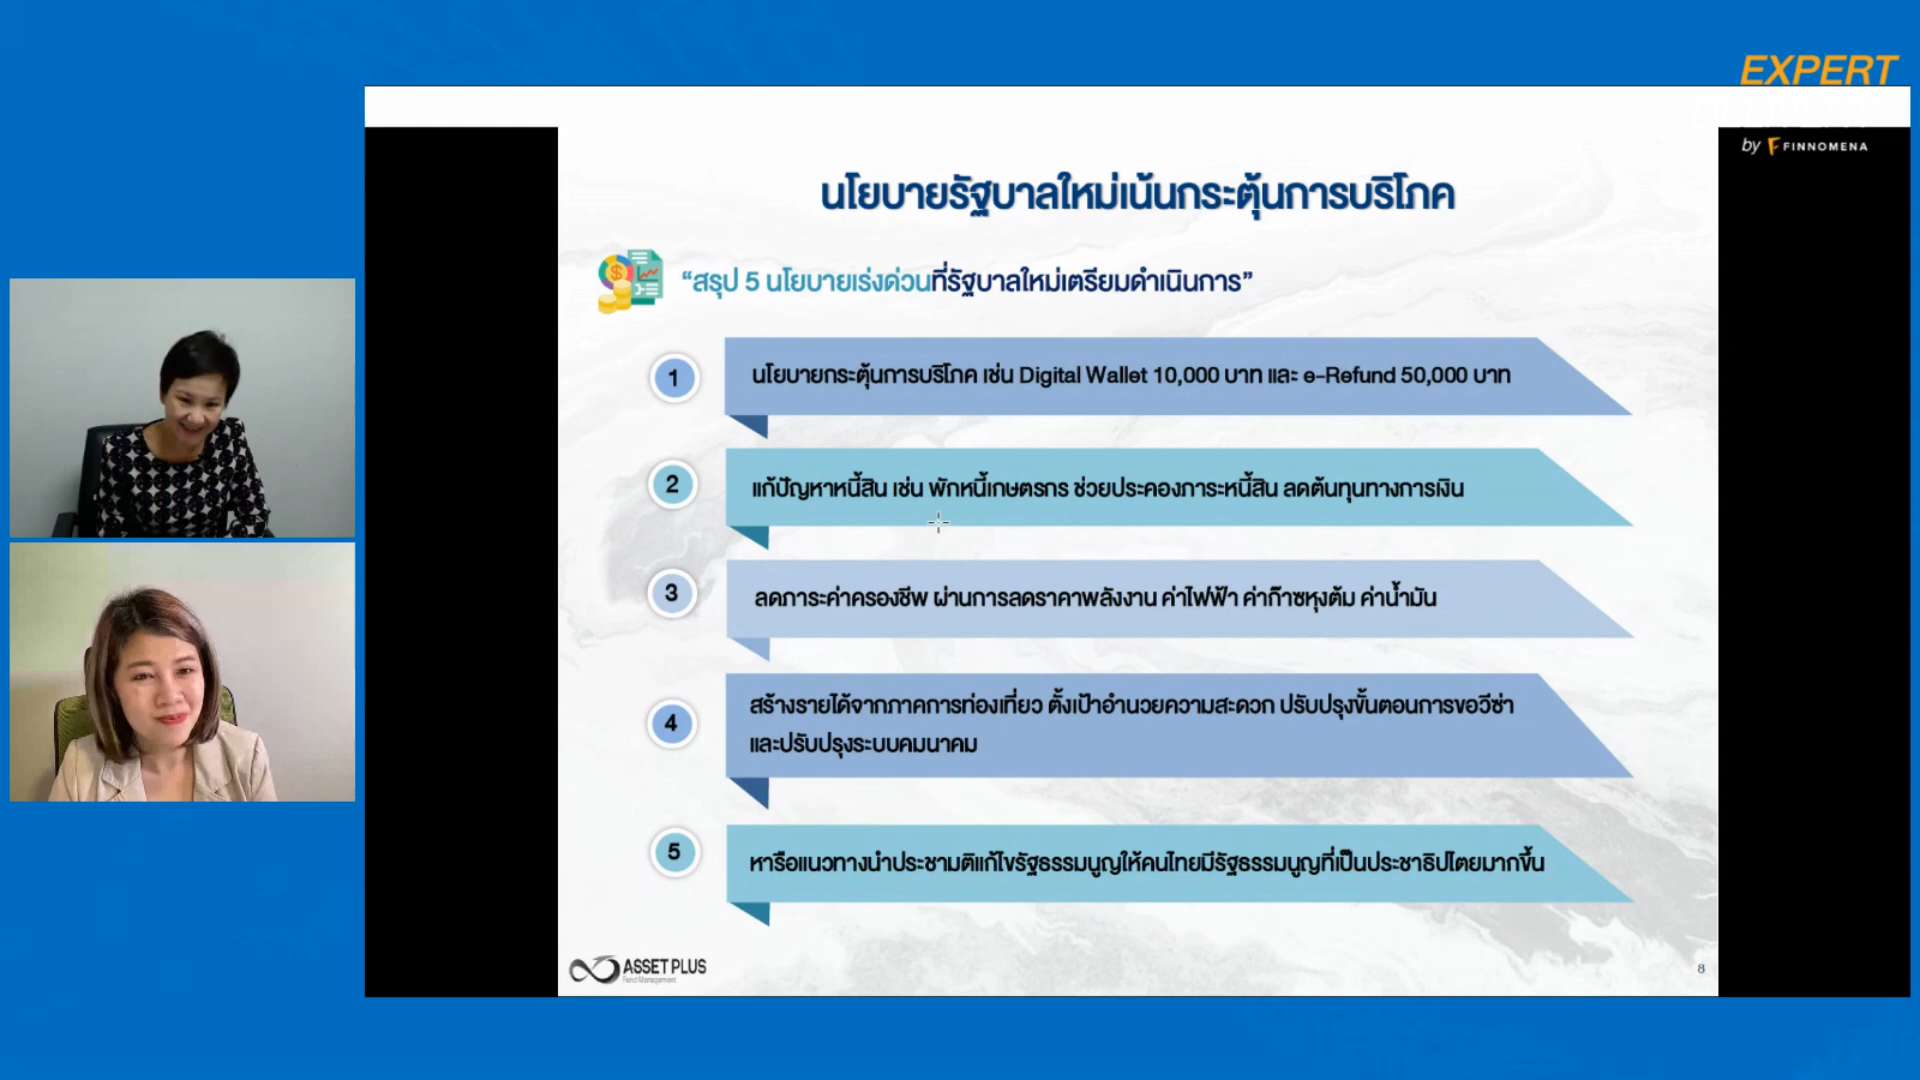 EXPERT
by FINNOMENA
นโยบายรัฐบาลใหม่เน้นกระตุ้นการบริโภค
“สรุป 5 นโยบายเร่งด่วนที่รัฐบาลใหม่เตรียมดำเนินการ”
1
นโยบายกระตุ้นการบริโภค เช่น Digital Wallet 10,000 บาท และ e-Refund 50,000 บาท
2
แก้ปัญหาหนี้สิน เช่น พักหนี้เกษตรกร ช่วยประคองภาระหนี้สิน ลดต้นทุนทางการเงิน
3
ลดภาระค่าครองชีพ ผ่านการลดราคาพลังงาน ค่าไฟฟ้า ค่าก๊าซหุงต้ม ค่าน้ำมัน
4
สร้างรายได้จากภาคการท่องเที่ยว ตั้งเป้าอำนวยความสะดวก ปรับปรุงขั้นตอนการขอวีซ่า
และปรับปรุงระบบคมนาคม
5
หารือแนวทางนำประชามติแก้ไขรัฐธรรมนูญให้คนไทยมีรัฐธรรมนูญที่เป็นประชาธิปไตยมากขึ้น
ASSET PLUS
Fund Management
8